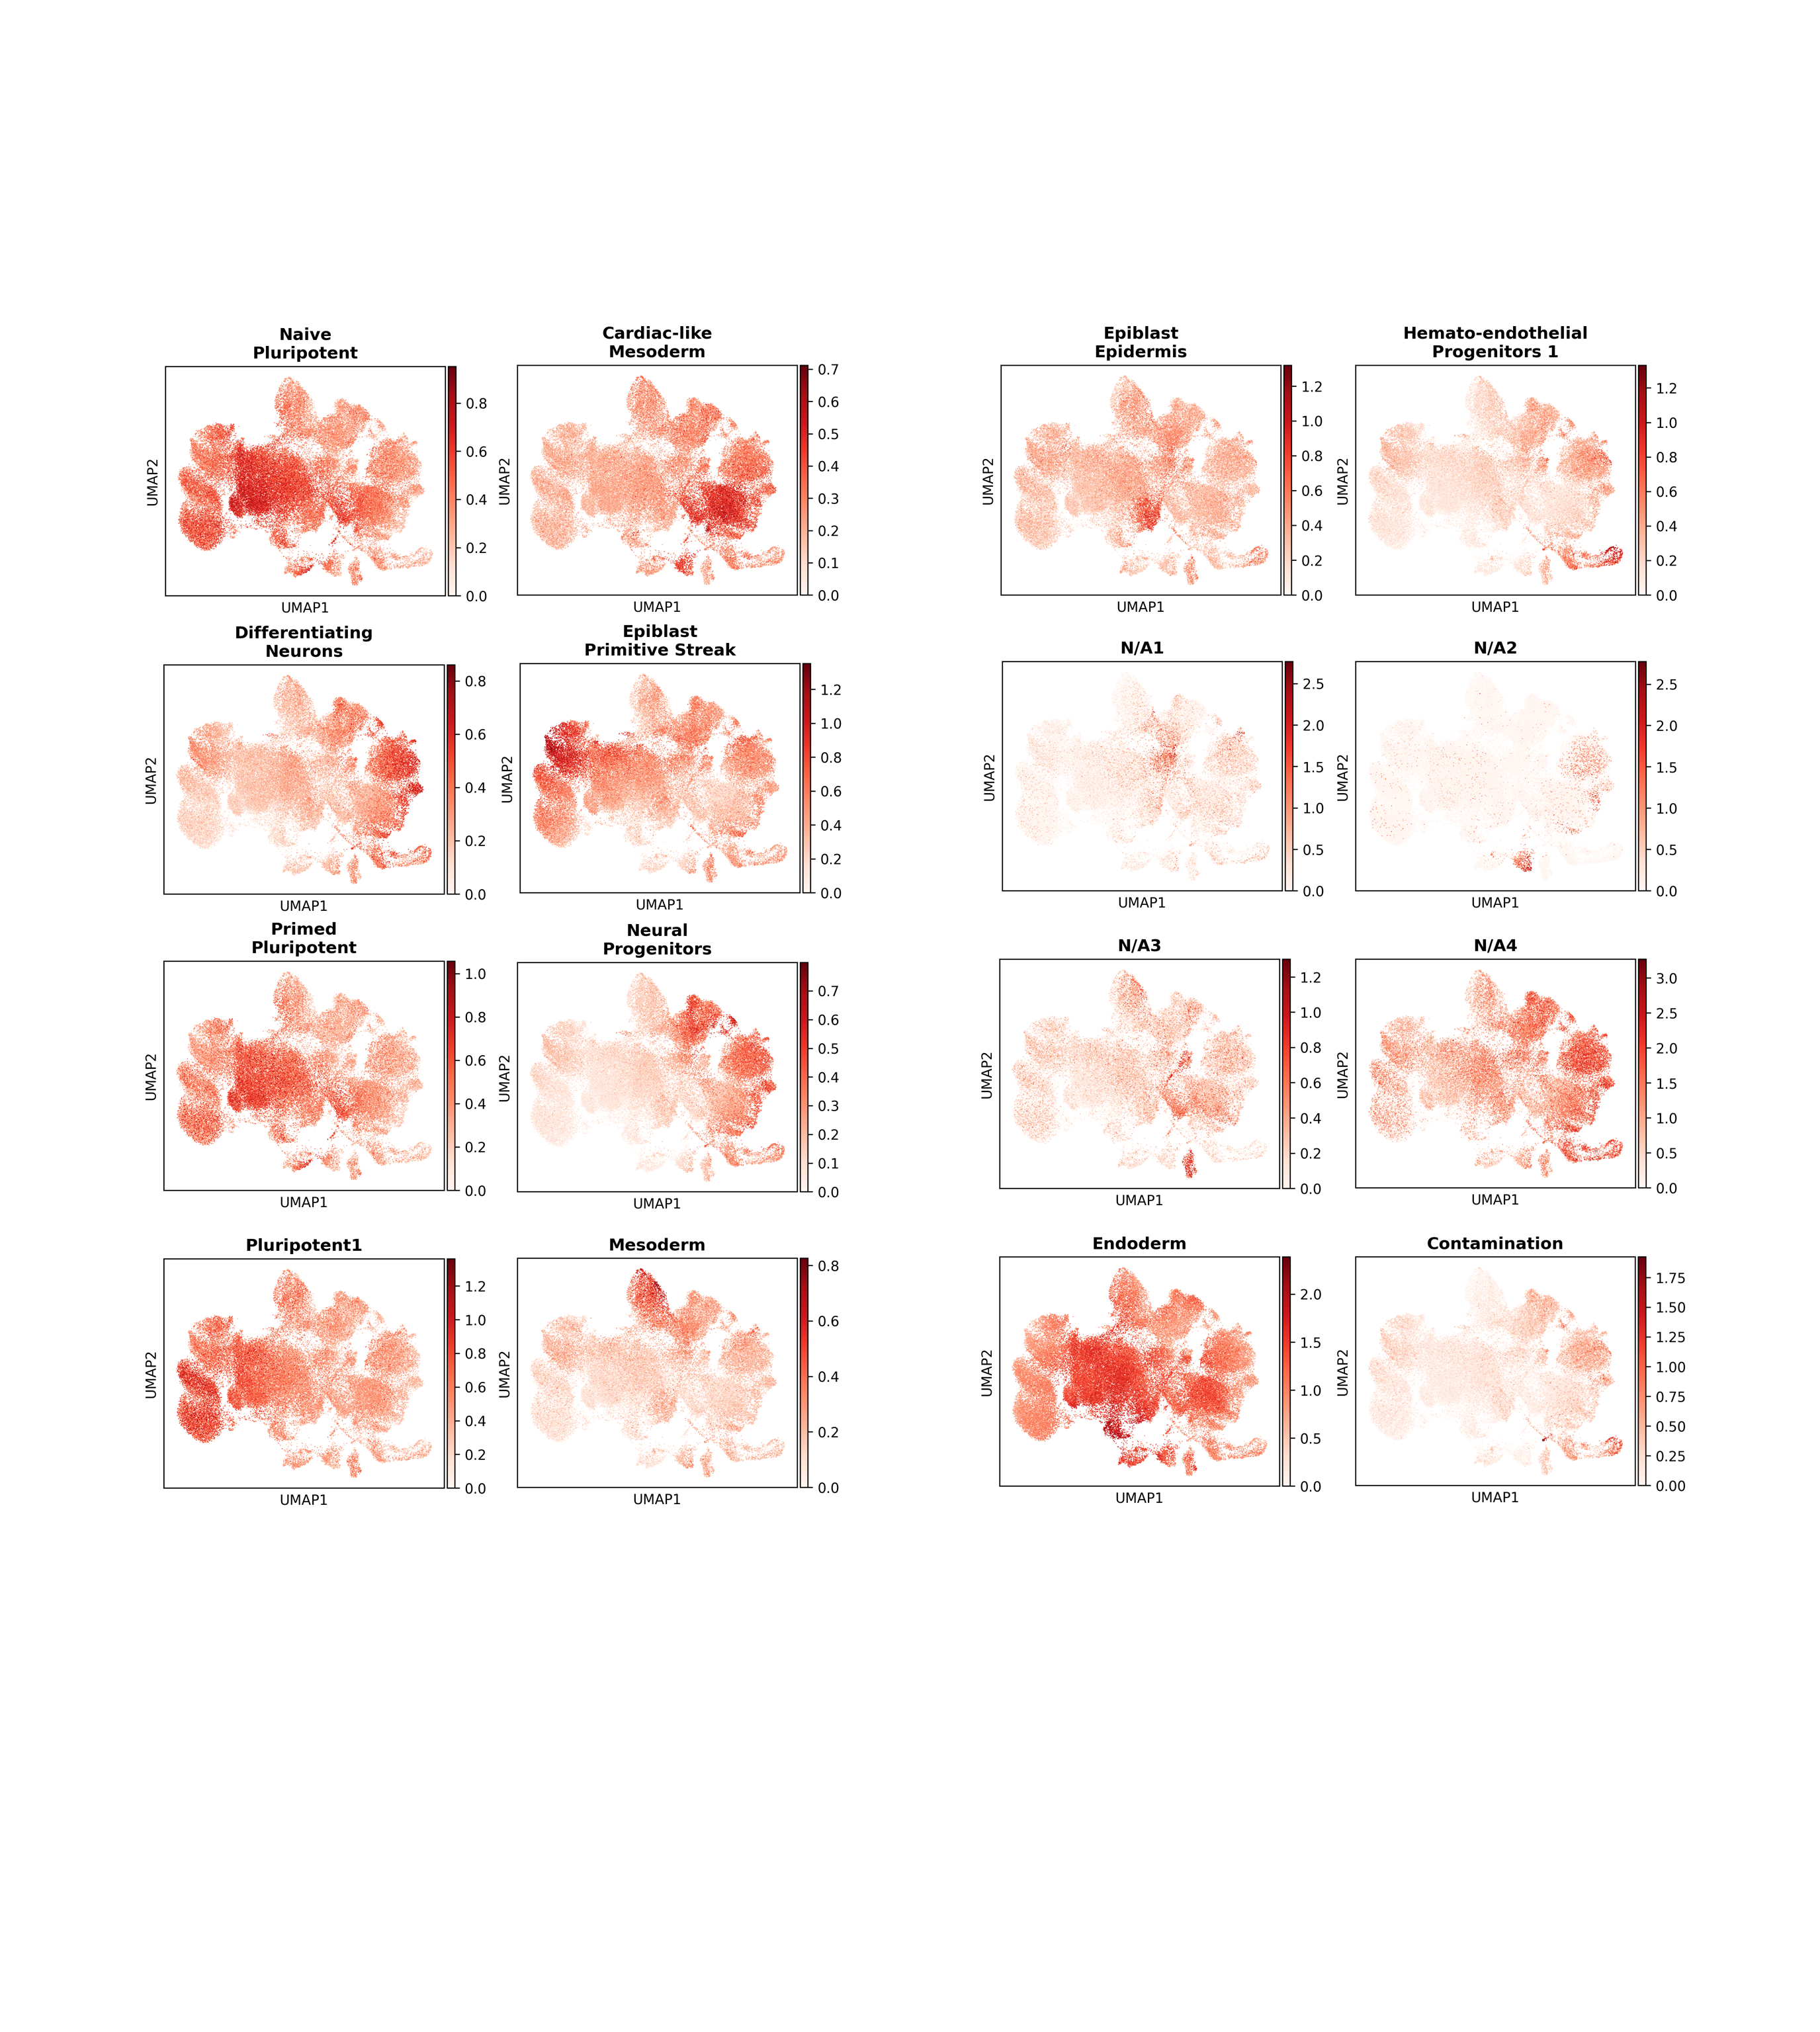 Naive
Pluripotent
0.8
0.6
0.4
0.2
0.0
UMAP2
UMAP1
Cardiac-like
Mesoderm
0.7
0.6
0.5
0.4
0.3
0.2
0.1
0.0
UMAP2
UMAP1
Epiblast
Epidermis
1.2
1.0
0.8
0.6
0.4
0.2
0.0
UMAP2
UMAP1
Hemato-endothelial
Progenitors 1
1.2
1.0
0.8
0.6
0.4
0.2
0.0
UMAP2
UMAP1
Differentiating
Neurons
0.8
0.6
0.4
0.2
0.0
UMAP2
UMAP1
Epiblast
Primitive Streak
1.2
1.0
0.8
0.6
0.4
0.2
0.0
UMAP2
UMAP1
N/A1
2.5
2.0
1.5
1.0
0.5
0.0
UMAP2
UMAP1
N/A2
2.5
2.0
1.5
1.0
0.5
0.0
UMAP2
UMAP1
Primed
Pluripotent
1.0
0.8
0.6
0.4
0.2
0.0
UMAP2
UMAP1
Neural
Progenitors
0.7
0.6
0.5
0.4
0.3
0.2
0.1
0.0
UMAP2
UMAP1
N/A3
1.2
1.0
0.8
0.6
0.4
0.2
0.0
UMAP2
UMAP1
N/A4
3.0
2.5
2.0
1.5
1.0
0.5
0.0
UMAP2
UMAP1
Pluripotent1
1.2
1.0
0.8
0.6
0.4
0.2
0.0
UMAP2
UMAP1
Mesoderm
0.8
0.6
0.4
0.2
0.0
UMAP2
UMAP1
Endoderm
2.0
1.5
1.0
0.5
0.0
UMAP2
UMAP1
Contamination
1.75
1.50
1.25
1.00
0.75
0.50
0.25
0.00
UMAP2
UMAP1